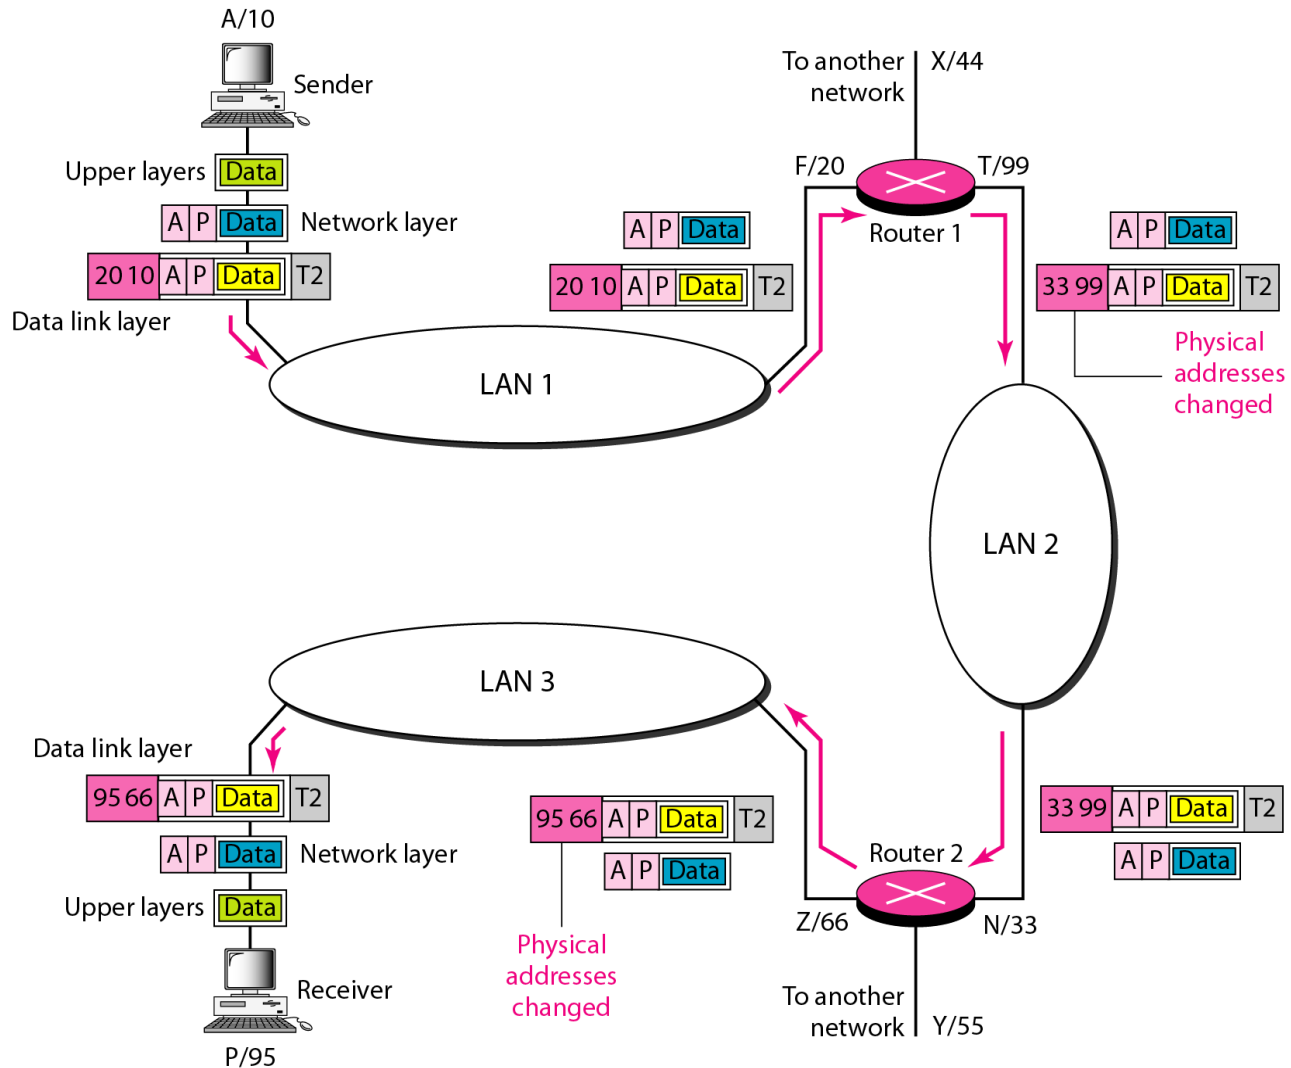 A/10
Sender
Upper layers Data
A P Data Network layer
20 10 A P Data T2
Data link layer
To another
network
X/44
F/20
T/99
Router 1
A P Data
20 10 A P Data T2
A P Data
33 99 A P Data T2
Physical
addresses
changed
LAN 1
LAN 2
LAN 3
Data link layer
95 66 A P Data T2
A P Data Network layer
Upper layers Data
Receiver
P/95
95 66 A P Data T2
A P Data
Physical
addresses
changed
Router 2
Z/66
N/33
33 99 A P Data T2
A P Data
To another
network
Y/55